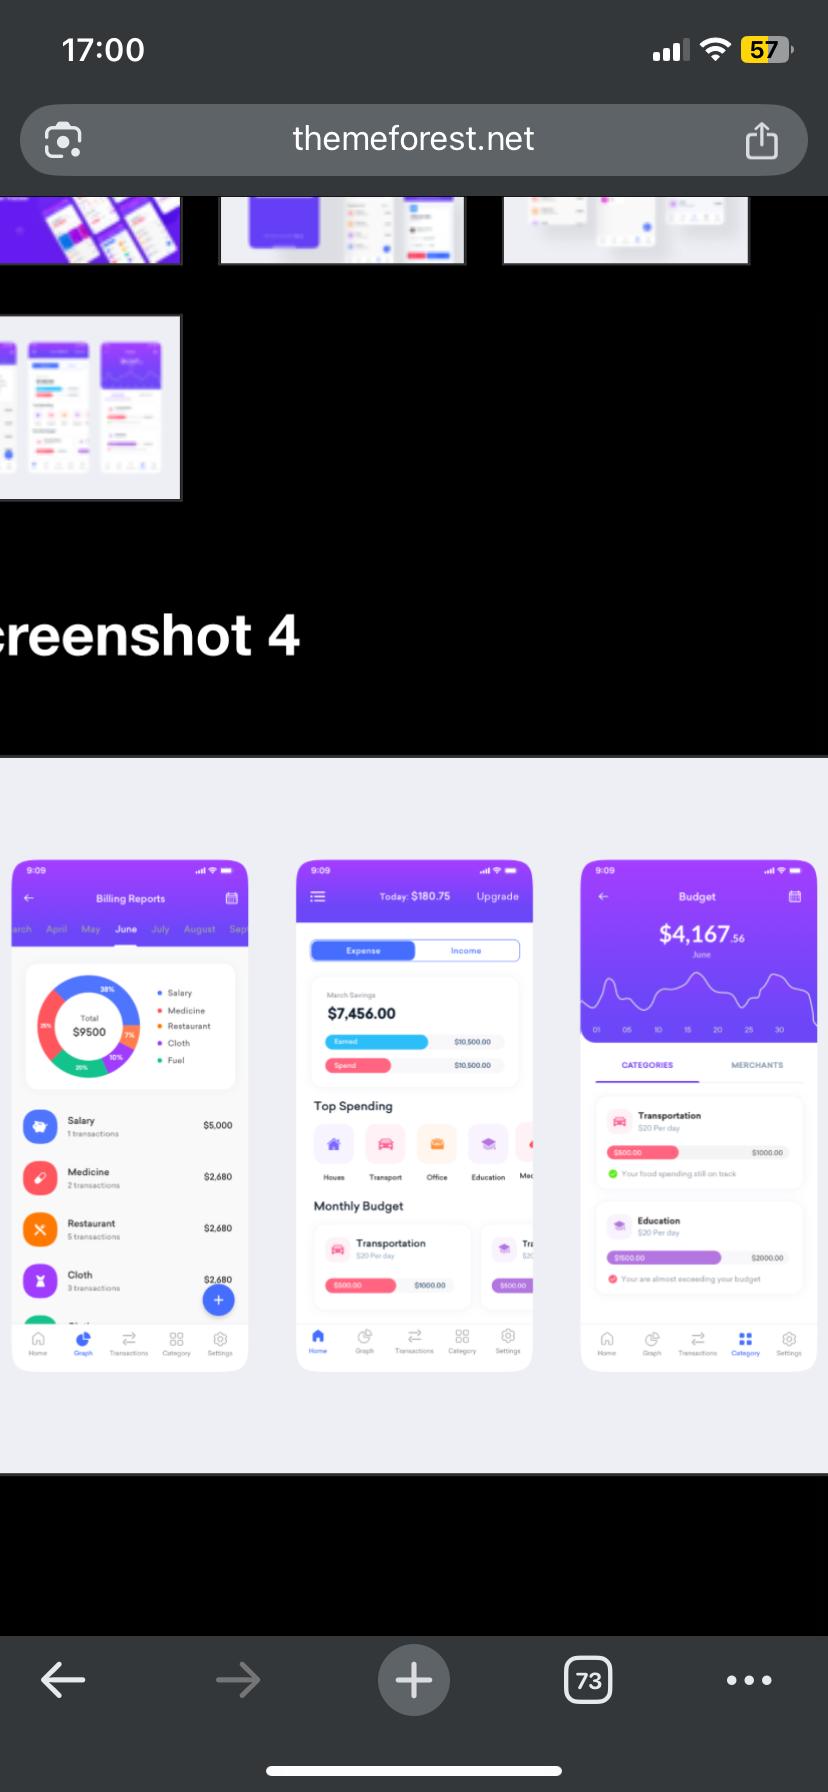 17:00
57
themeforest.net
creenshot 4
9:09
Billing Reports
arch April May June July August Sep
38%
7%
10%
20%
Total
$9500
Salary
Medicine
Restaurant
Cloth
Fuel
Salary
1 transactions
$5,000
Medicine
2 transactions
$2,680
Restaurant
5 transactions
$2,680
Cloth
3 transactions
$2,680
+
Home Graph Transactions Category Settings
9:09
Today: $180.75 Upgrade
Expense Income
March Savings
$7,456.00
Earned $10,500.00
Spend $10,500.00
Top Spending
Houes Transport Office Education Med
Monthly Budget
Transportation
$20 Per day
$500.00 $1000.00
Tra
$20
$500.00
Home Graph Transactions Category Settings
9:09
Budget
$4,167.56
June
01 05 10 15 20 25 30
CATEGORIES MERCHANTS
Transportation
$20 Per day
$500.00 $1000.00
Your food spending still on track
Education
$20 Per day
$1500.00 $2000.00
Your are almost exceeding your budget
Home Graph Transactions Category Settings
73